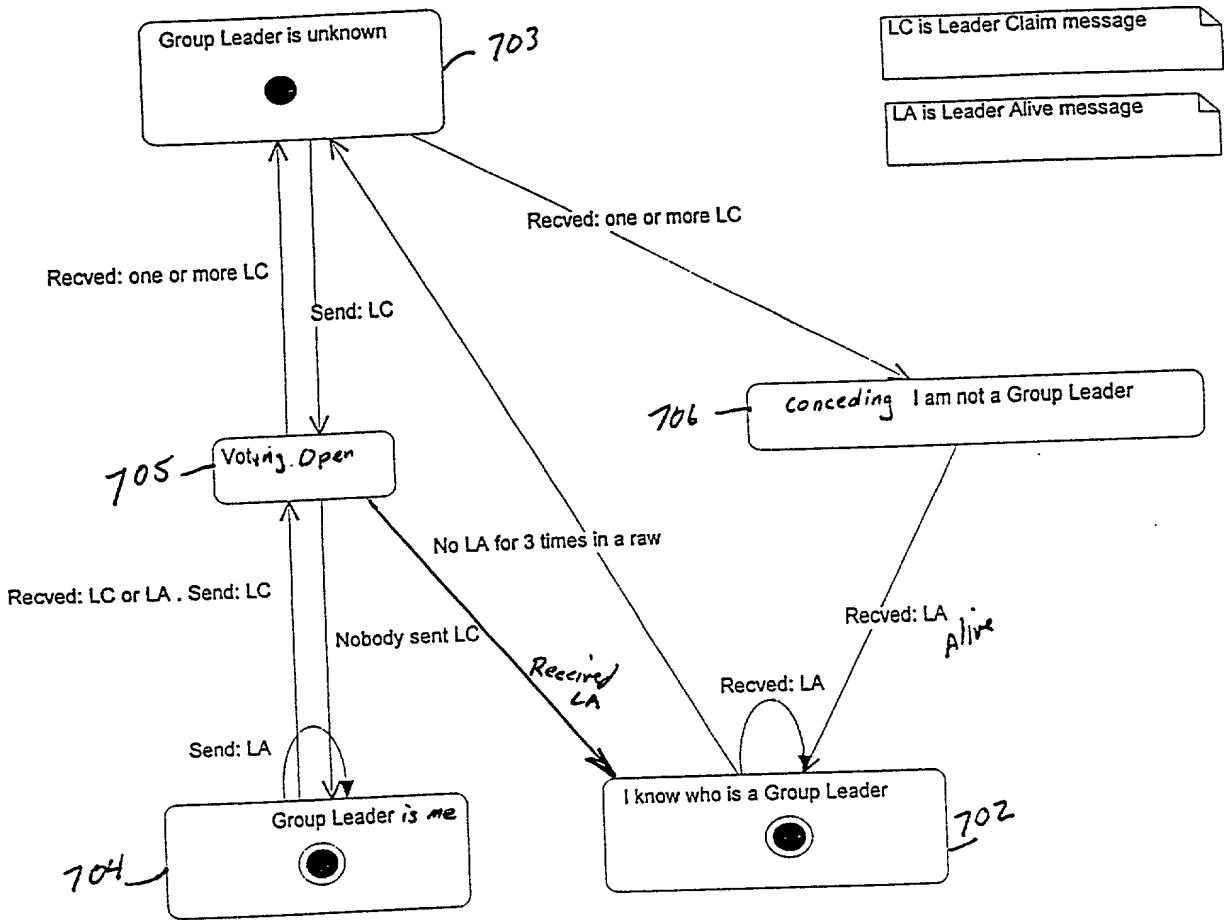 Group Leader is unknown
703
LC is Leader Claim message
LA is Leader Alive message
Recved: one or more LC
Recved: one or more LC
Send: LC
706
Conceding I am not a Group Leader
705
Voting Open
No LA for 3 times in a raw
Recved: LC or LA . Send: LC
Nobody sent LC
Received
LA
Recved: LA
Alive
Recved: LA
Send: LA
Group Leader is me
704
I know who is a Group Leader
702